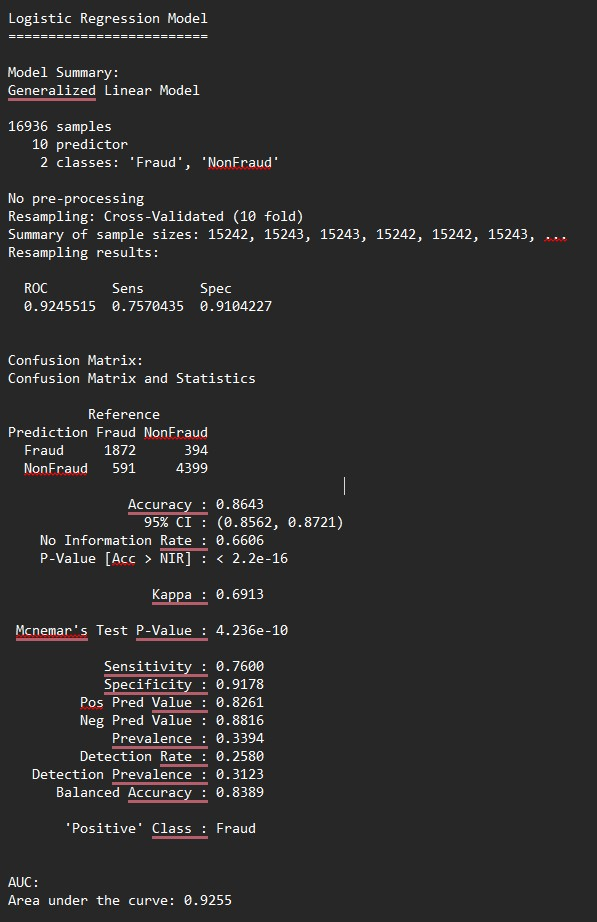 Logistic Regression Model
=========================
Model Summary:
Generalized Linear Model
16936 samples
10 predictor
2 classes: 'Fraud', 'NonFraud'
No pre-processing
Resampling: Cross-Validated (10 fold)
Summary of sample sizes: 15242, 15243, 15243, 15242, 15242, 15243, ...
Resampling results:
ROC Sens Spec
0.9245515 0.7570435 0.9104227
Confusion Matrix:
Confusion Matrix and Statistics
Reference
Prediction Fraud NonFraud
Fraud 1872 394
NonFraud 591 4399
Accuracy : 0.8643
95% CI : (0.8562, 0.8721)
No Information Rate : 0.6606
P-Value [Acc > NIR] : < 2.2e-16
Kappa : 0.6913
Mcnemar's Test P-Value : 4.236e-10
Sensitivity : 0.7600
Specificity : 0.9178
Pos Pred Value : 0.8261
Neg Pred Value : 0.8816
Prevalence : 0.3394
Detection Rate : 0.2580
Detection Prevalence : 0.3123
Balanced Accuracy : 0.8389
'Positive' Class : Fraud
AUC:
Area under the curve: 0.9255